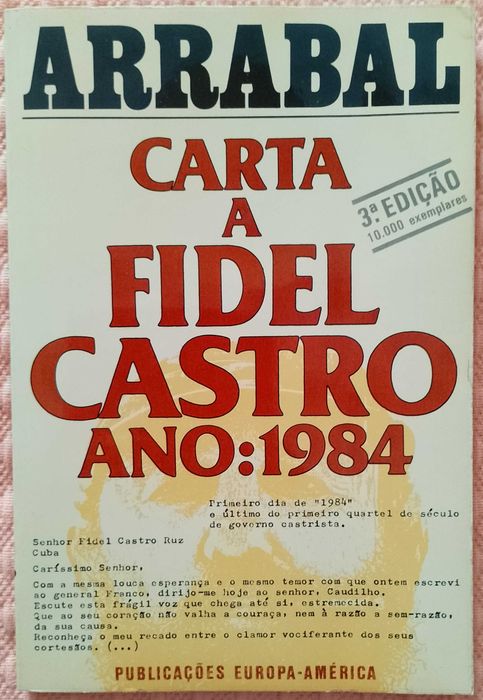 ARRABAL
CARTA
A
FIDEL
CASTRO
ANO:1984
3ª EDIÇÃO
10.000 exemplares
Primeiro dia de "1984"
e último do primeiro quartel de século
de governo castrista.
Senhor Fidel Castro Ruz
Cuba
Caríssimo Senhor,
Com a mesma louca esperança e o mesmo temor com que ontem escrevi
ao general Franco, dirijo-me hoje ao senhor, Caudilho.
Escute esta frágil voz que chega até si, estremecida.
Que ao seu coração não valha a couraça, nem à razão a sem-razão,
da sua causa.
Reconheça o meu recado entre o clamor vociferante dos seus
cortesãos. (...)
PUBLICAÇÕES EUROPA-AMÉRICA